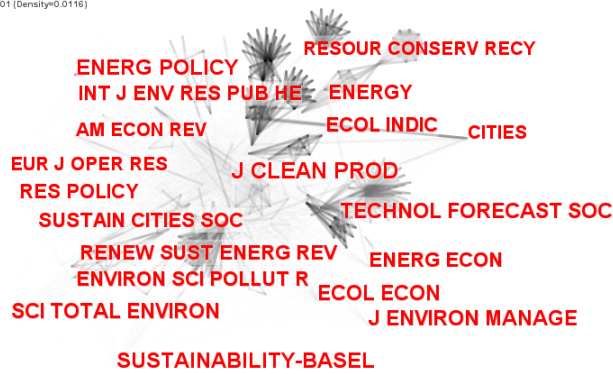 01 (Density=0.0116)
RESOUR CONSERV RECY
ENERG POLICY
INT J ENV RES PUB HE
ENERGY
AM ECON REV
ECOL INDIC
CITIES
EUR J OPER RES
J CLEAN PROD
RES POLICY
TECHNOL FORECAST SOC
SUSTAIN CITIES SOC
RENEW SUST ENERG REV
ENERG ECON
ENVIRON SCI POLLUT R
ECOL ECON
SCI TOTAL ENVIRON
J ENVIRON MANAGE
SUSTAINABILITY-BASEL